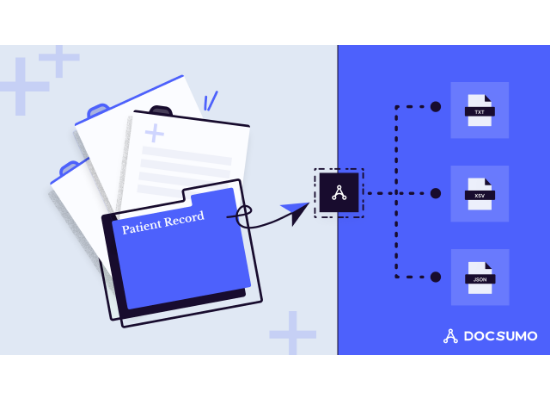 Patient Record
TXT
XSV
JSON
DOCSUMO